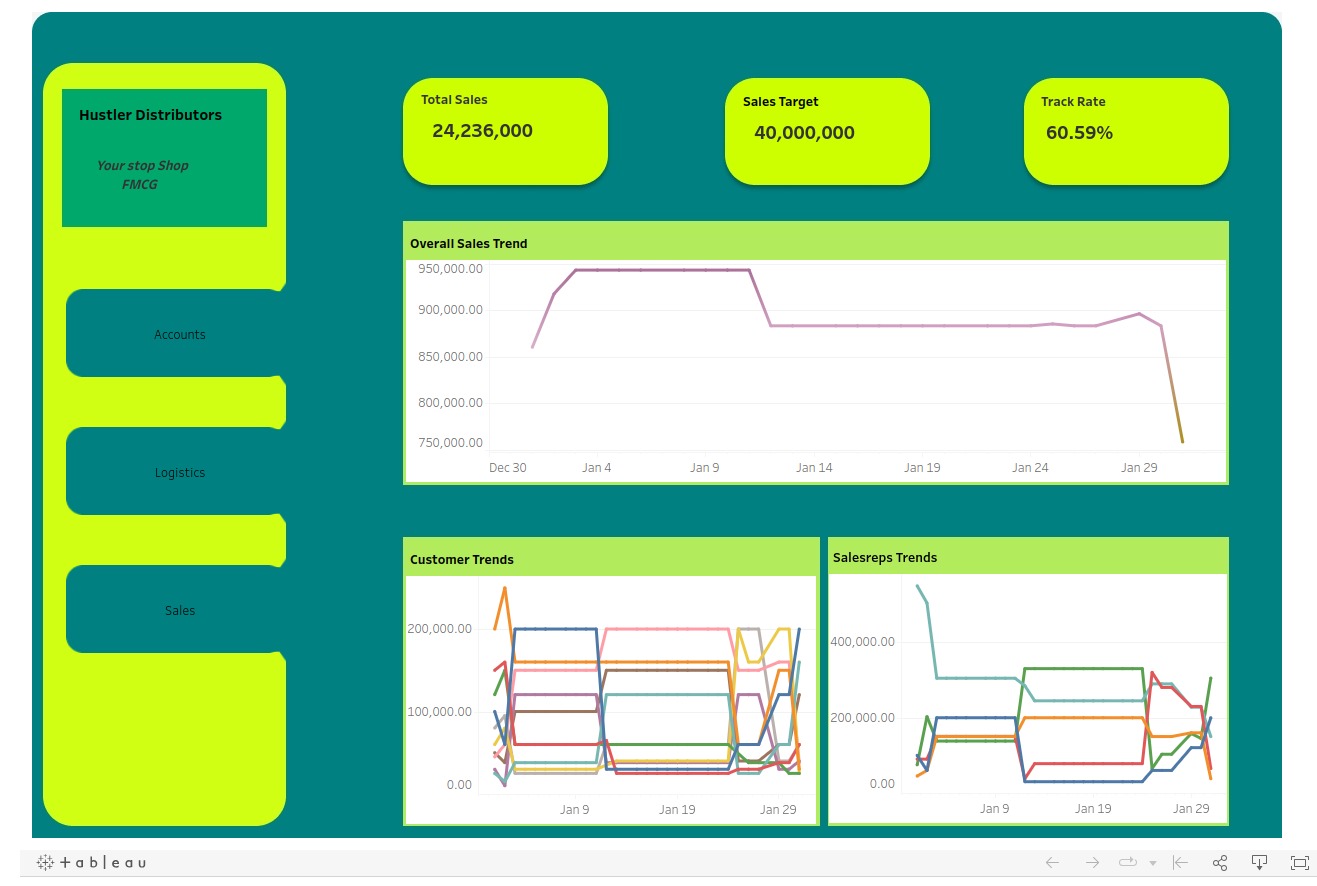 Hustler Distributors
Your stop Shop
FMCG
Accounts
Logistics
Sales
Total Sales
24,236,000
Sales Target
40,000,000
Track Rate
60.59%
Overall Sales Trend
950,000.00
900,000.00
850,000.00
800,000.00
750,000.00
Dec 30 Jan 4 Jan 9 Jan 14 Jan 19 Jan 24 Jan 29
Customer Trends
200,000.00
100,000.00
0.00
Jan 9 Jan 19 Jan 29
Salesreps Trends
400,000.00
200,000.00
0.00
Jan 9 Jan 19 Jan 29
+ableau